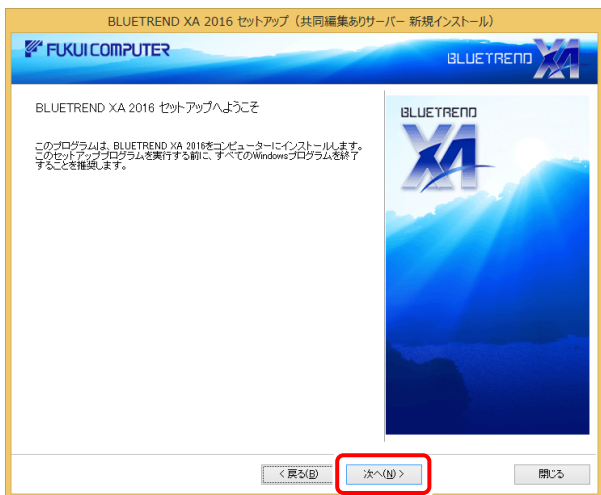 BLUETREND XA 2016 セットアップ（共同編集ありサーバー 新規インストール）
FUKUI COMPUTER
BLUETREND XA
BLUETREND XA 2016 セットアップへようこそ
このプログラムは、BLUETREND XA 2016をコンピューターにインストールします。
このセットアッププログラムを実行する前に、すべてのWindowsプログラムを終了
することを推奨します。
BLUETREND
XA
< 戻る(B)
次へ(N) >
閉じる